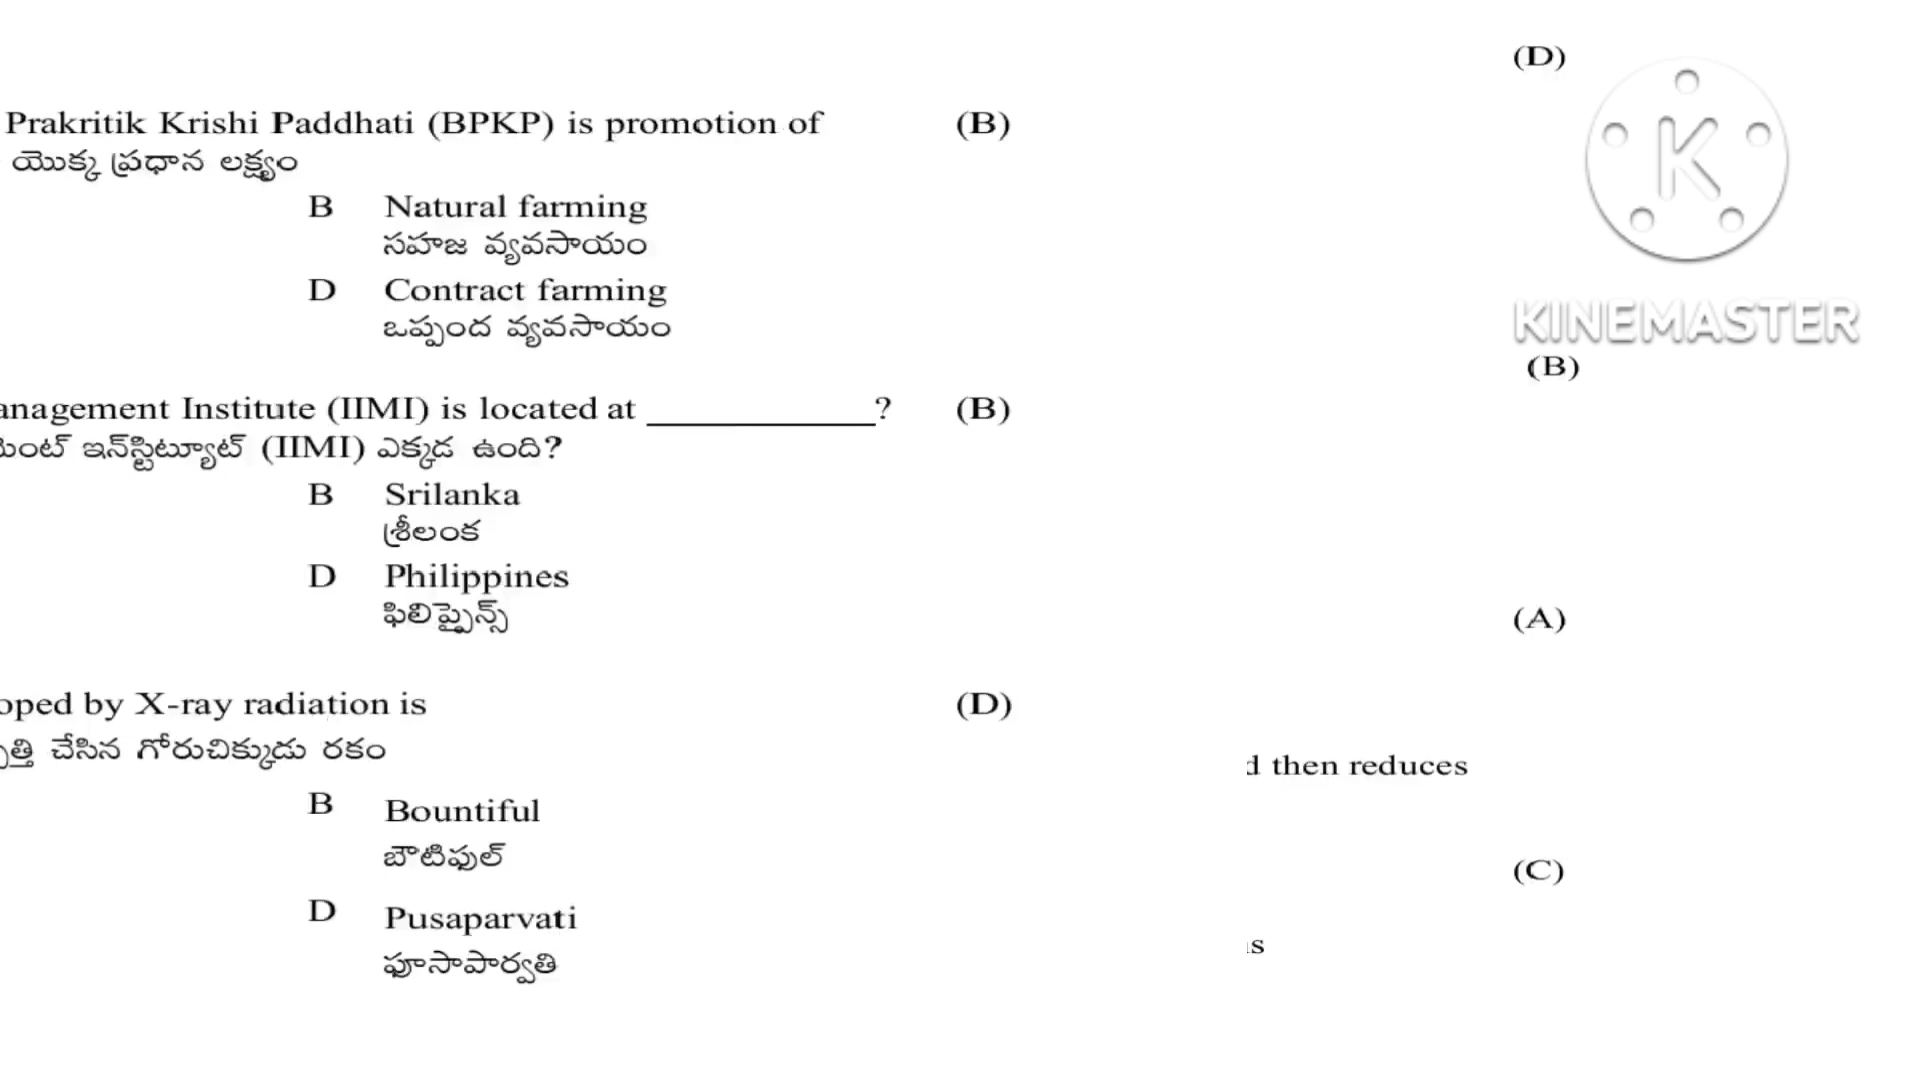 (D)
Prakritik Krishi Paddhati (BPKP) is promotion of (B)
యొక్క ప్రధాన లక్ష్యం
B Natural farming
సహజ వ్యవసాయం
D Contract farming
ఒప్పంద వ్యవసాయం
KINEMASTER
(B)
anagement Institute (IIMI) is located at ____________? (B)
మెంట్ ఇన్‌స్టిట్యూట్ (IIMI) ఎక్కడ ఉంది?
B Srilanka
శ్రీలంక
D Philippines
ఫిలిప్పైన్స్
(A)
oped by X-ray radiation is (D)
త్తి చేసిన గోరుచిక్కుడు రకం
d then reduces
B Bountiful
బౌటిఫుల్
(C)
D Pusaparvati
ఫూసాపార్వతి
s